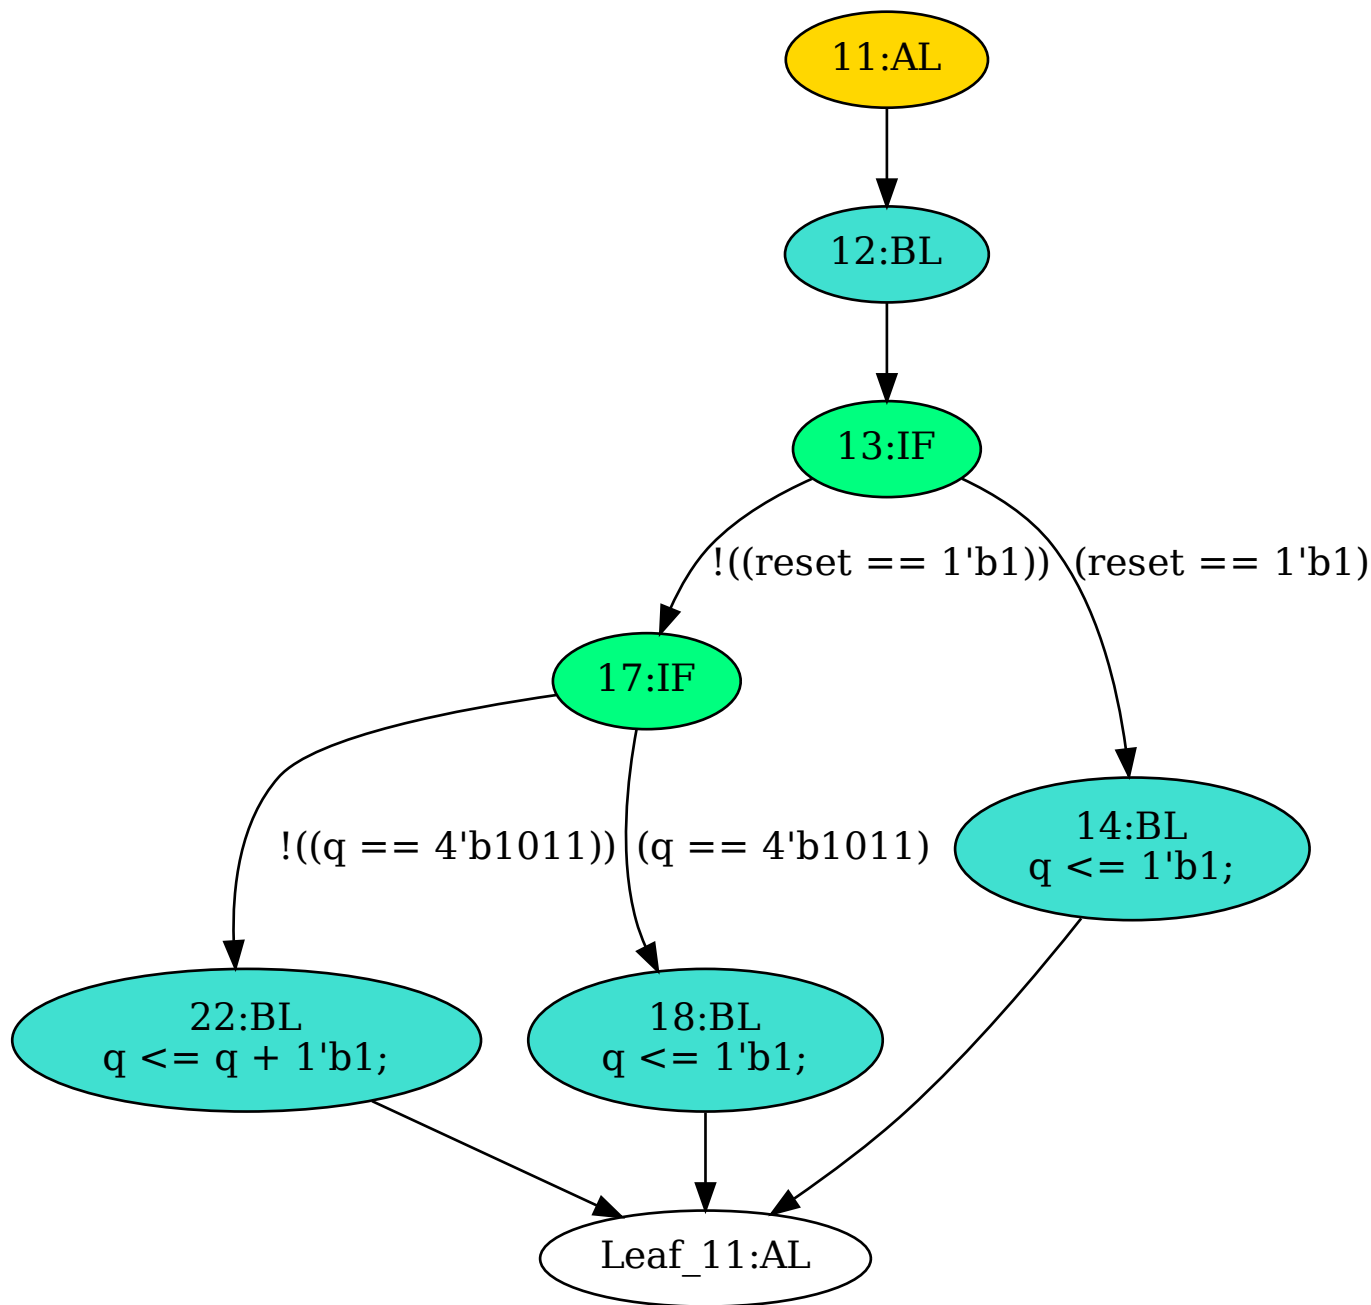 11:AL
12:BL
13:IF
!((reset == 1'b1))
(reset == 1'b1)
17:IF
14:BL
q <= 1'b1;
!((q == 4'b1011))
(q == 4'b1011)
22:BL
q <= q + 1'b1;
18:BL
q <= 1'b1;
Leaf_11:AL